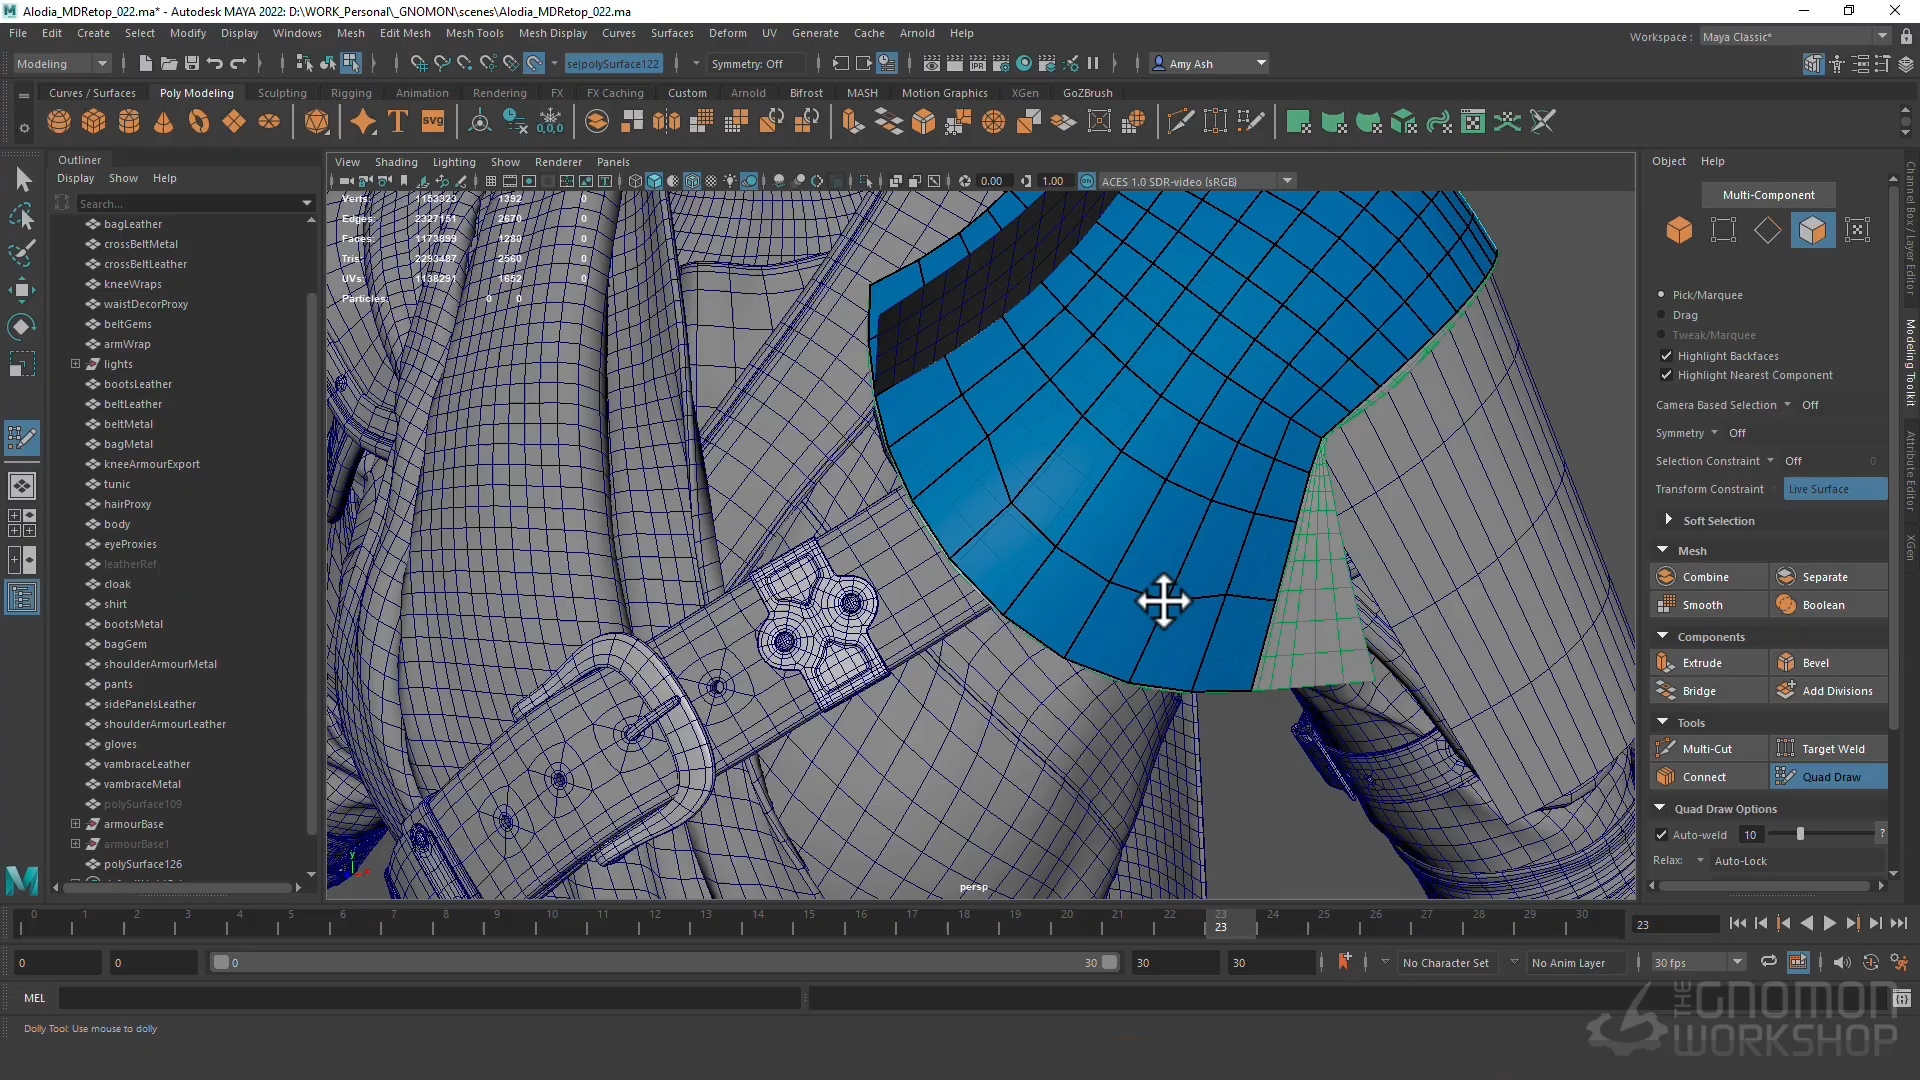 Alodia_MDRetop_022.ma* - Autodesk MAYA 2022: D:\WORK_Personal\_GNOMON\scenes\Alodia_MDRetop_022.ma
File Edit Create Select Modify Display Windows Mesh Edit Mesh Mesh Tools Mesh Display Curves Surfaces Deform UV Generate Cache Arnold Help
Workspace : Maya Classic*
Modeling se|polySurface122 Symmetry: Off Amy Ash
Curves / Surfaces Poly Modeling Sculpting Rigging Animation Rendering FX FX Caching Custom Arnold Bifrost MASH Motion Graphics XGen GoZBrush
SVG
0,0,0
IPR
Outliner
Display Show Help
Search...
bagLeather
crossBeltMetal
crossBeltLeather
kneeWraps
waistDecorProxy
beltGems
armWrap
lights
bootsLeather
beltLeather
beltMetal
bagMetal
kneeArmourExport
tunic
hairProxy
body
eyeProxies
leatherRef
cloak
shirt
bootsMetal
bagGem
shoulderArmourMetal
pants
sidePanelsLeather
shoulderArmourLeather
gloves
vambraceLeather
vambraceMetal
polySurface109
armourBase
armourBase1
polySurface126
View Shading Lighting Show Renderer Panels
0.00 1.00 ON ACES 1.0 SDR-video (sRGB)
Verts: 1153323 1392 0
Edges: 2327151 2670 0
Faces: 1173899 1280 0
Tris: 2293487 2560 0
UVs: 1138291 1652 0
Particles: 0 0
persp
Object Help
Multi-Component
Pick/Marquee
Drag
Tweak/Marquee
Highlight Backfaces
Highlight Nearest Component
Camera Based Selection Off
Symmetry Off
Selection Constraint Off 0
Transform Constraint Live Surface
Soft Selection
Mesh
Combine Separate
Smooth Boolean
Components
Extrude Bevel
Bridge Add Divisions
Tools
Multi-Cut Target Weld
Connect Quad Draw
Quad Draw Options
Auto-weld 10 ?
Relax: Auto-Lock
Channel Box / Layer Editor
Modeling Toolkit
Attribute Editor
XGen
0 1 2 3 4 5 6 7 8 9 10 11 12 13 14 15 16 17 18 19 20 21 22 23 24 25 26 27 28 29 30
23
23
0 0 0 30 30 30 No Character Set No Anim Layer 30 fps
MEL
Dolly Tool: Use mouse to dolly
THE GNOMON WORKSHOP